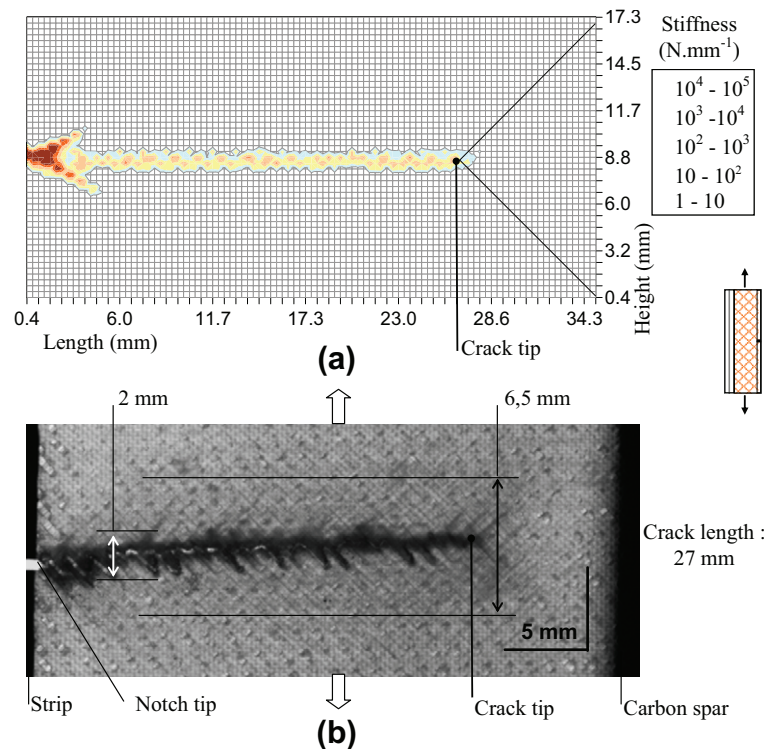 17.3
14.5
11.7
8.8
6.0
3.2
0.4
Height (mm)
Stiffness
(N.mm⁻¹)
10⁴ - 10⁵
10³ -10⁴
10² - 10³
10 - 10²
1 - 10
0.4 6.0 11.7 17.3 23.0 28.6 34.3
Length (mm)
Crack tip
(a)
2 mm
6,5 mm
Crack length :
27 mm
5 mm
Strip
Notch tip
Crack tip
Carbon spar
(b)